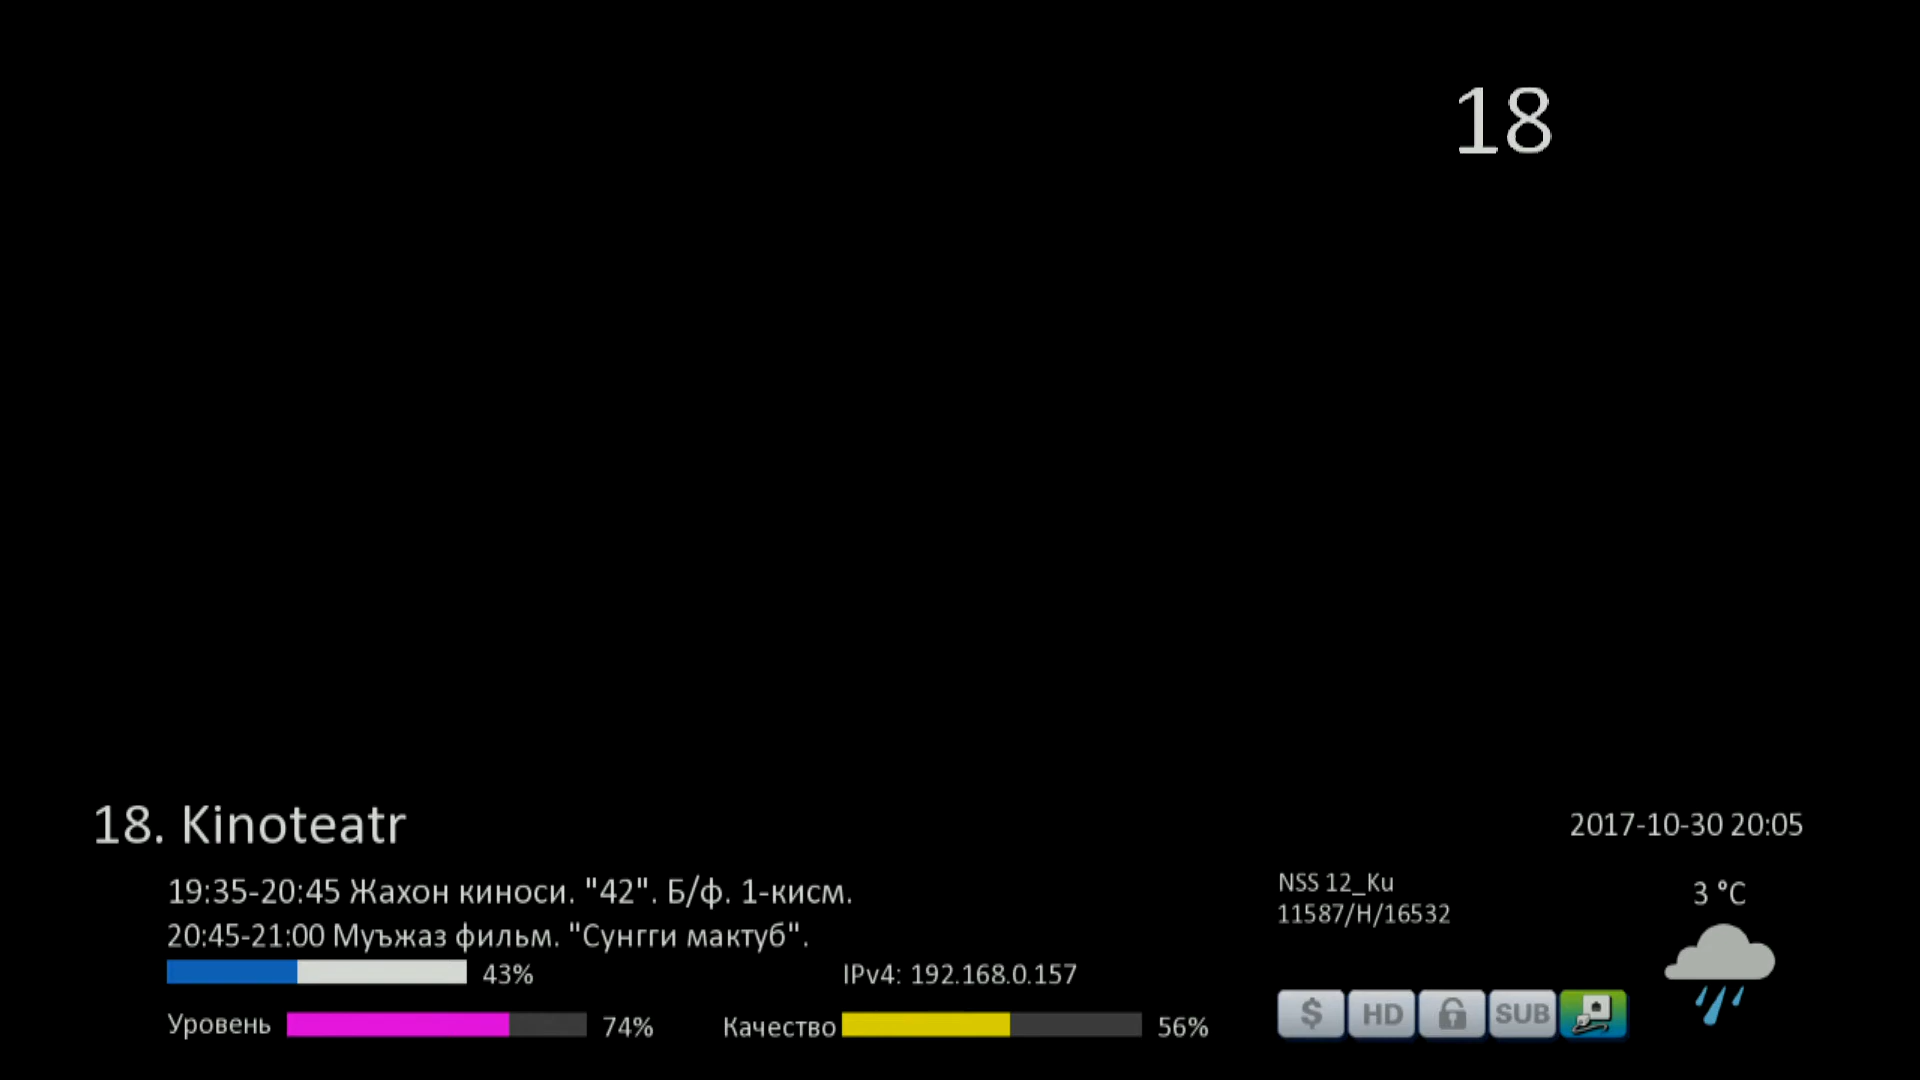 18
18. Kinoteatr
2017-10-30 20:05
19:35-20:45 Жахон киноси. "42". Б/ф. 1-кисм.
20:45-21:00 Муъжаз фильм. "Сунгги мактуб".
NSS 12_Ku
11587/H/16532
3 °C
43%
IPv4: 192.168.0.157
$ HD SUB
Уровень 74%
Качество 56%